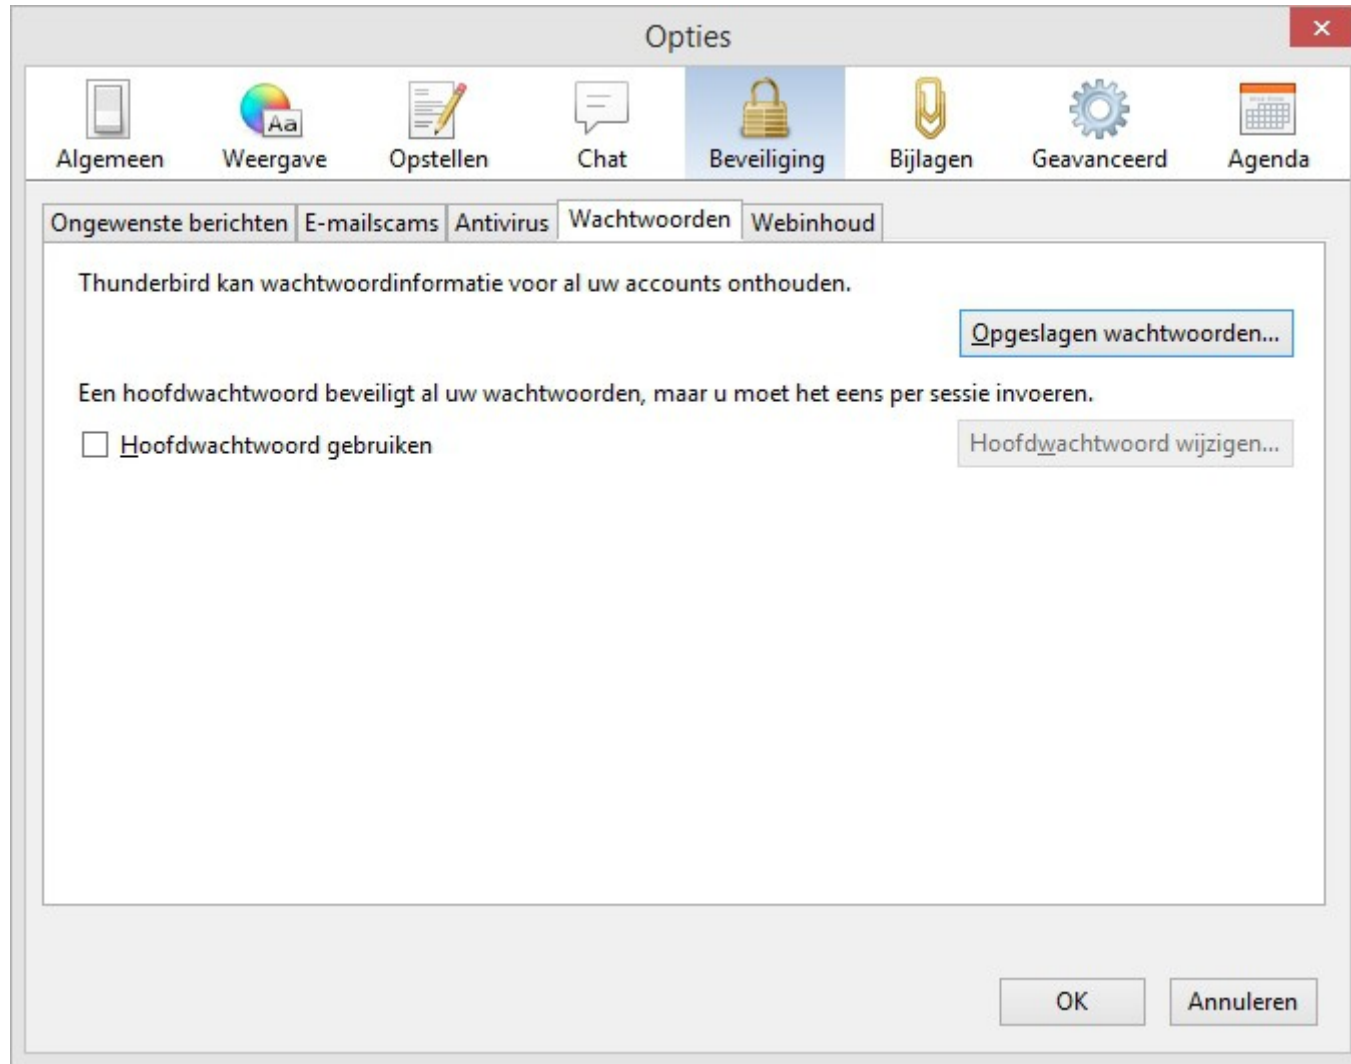 Opties
Algemeen Weergave Opstellen Chat Beveiliging Bijlagen Geavanceerd Agenda
Ongewenste berichten E-mailscams Antivirus Wachtwoorden Webinhoud
Thunderbird kan wachtwoordinformatie voor al uw accounts onthouden.
Opgeslagen wachtwoorden...
Een hoofdwachtwoord beveiligt al uw wachtwoorden, maar u moet het eens per sessie invoeren.
Hoofdwachtwoord gebruiken Hoofdwachtwoord wijzigen...
OK Annuleren